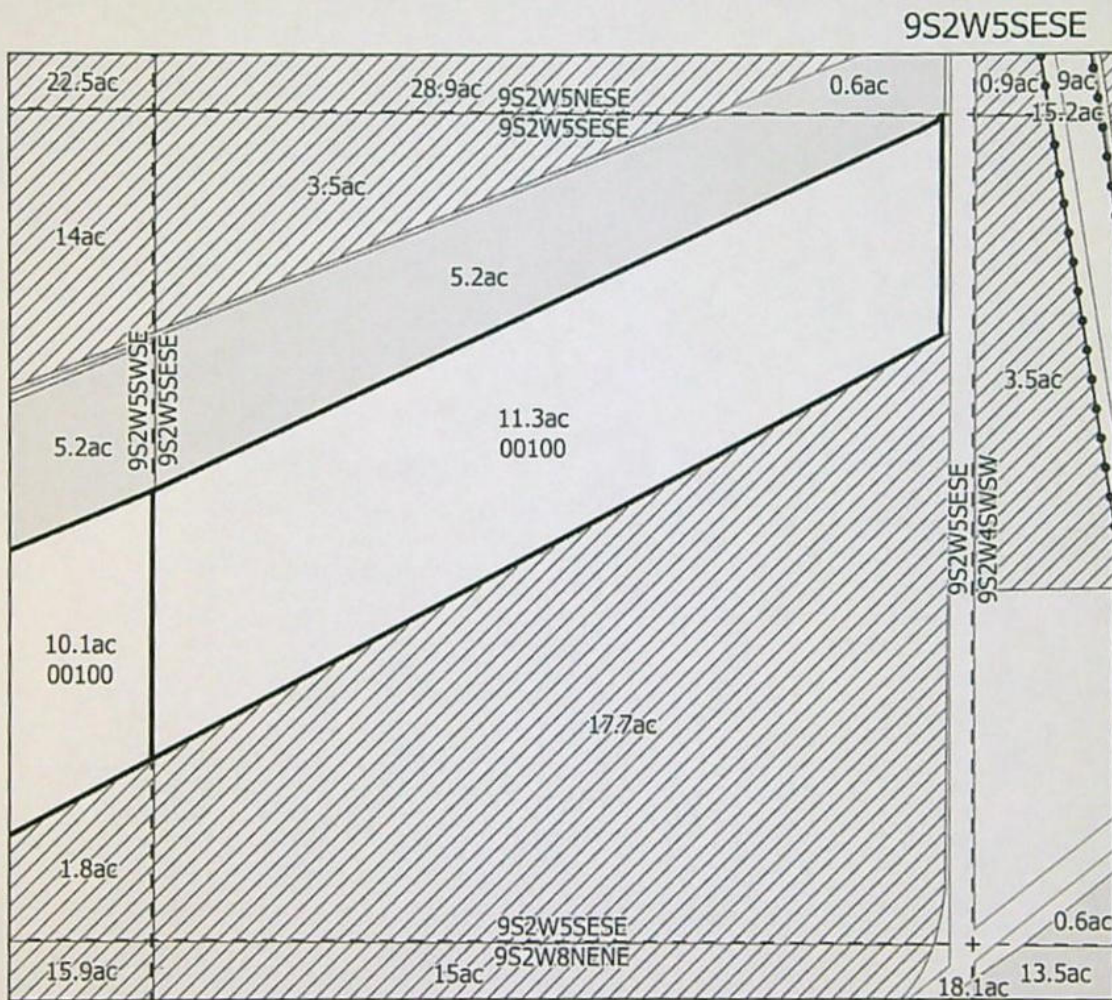 9S2W5SESE
22.5ac
28.9ac
9S2W5NESE
9S2W5SESE
0.6ac
0.9ac
9ac
15.2ac
3.5ac
14ac
5.2ac
9S2W5SWSE
9S2W5SESE
5.2ac
3.5ac
11.3ac
00100
9S2W5SESE
9S2W4SWSW
10.1ac
00100
17.7ac
1.8ac
9S2W5SESE
9S2W8NENE
0.6ac
15.9ac
15ac
18.1ac
13.5ac